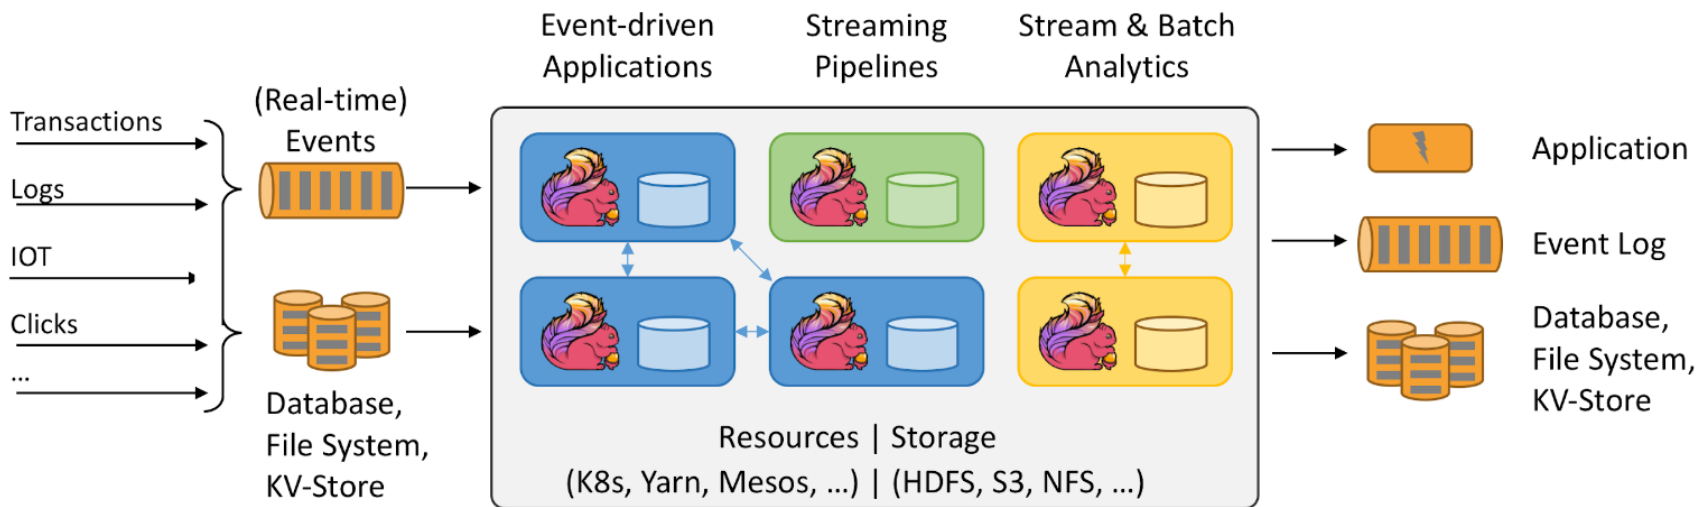 Event-driven
Applications
Streaming
Pipelines
Stream & Batch
Analytics
Transactions
Logs
IOT
Clicks
...
(Real-time)
Events
Database,
File System,
KV-Store
Resources | Storage
(K8s, Yarn, Mesos, ...) | (HDFS, S3, NFS, ...)
Application
Event Log
Database,
File System,
KV-Store